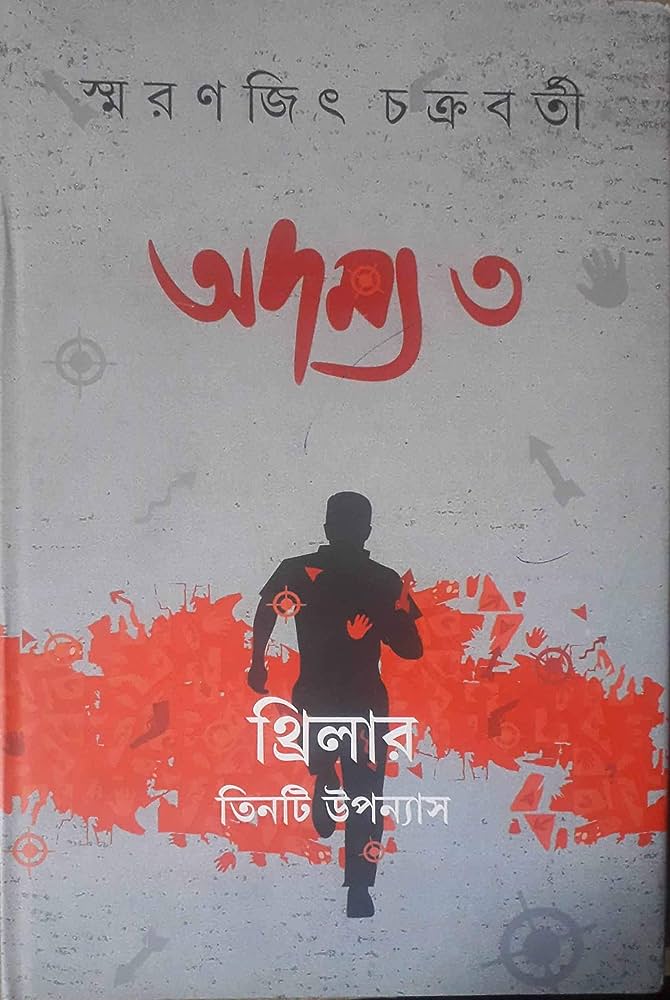 স্মরণজিৎ চক্রবর্তী
অদম্য ৩
থ্রিলার
তিনটি উপন্যাস